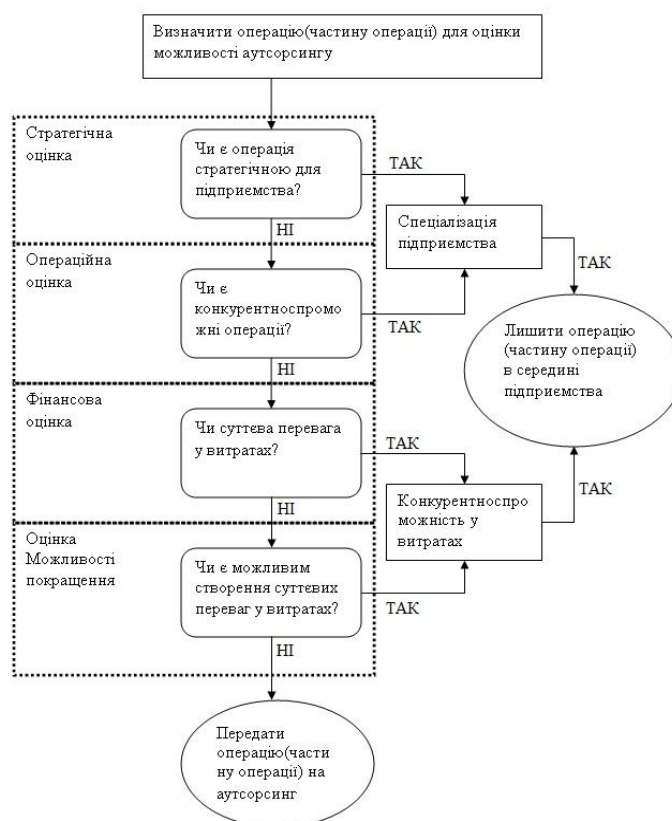 Визначити операцію(частину операції) для оцінки
можливості аутсорсингу
Стратегічна
оцінка
Чи є операція
стратегічною для
підприємства?
ТАК
НІ
Спеціалізація
підприємства
ТАК
Операційна
оцінка
Чи є
конкурентноспромо
жні операції?
ТАК
НІ
Лишити операцію
(частину операції)
в середині
підприємства
Фінансова
оцінка
Чи суттєва перевага
у витратах?
ТАК
НІ
Конкурентноспро
можність у
витратах
ТАК
Оцінка
Можливості
покращення
Чи є можливим
створення суттєвих
переваг у витратах?
ТАК
НІ
Передати
операцію(части
ну операції) на
аутсорсинг